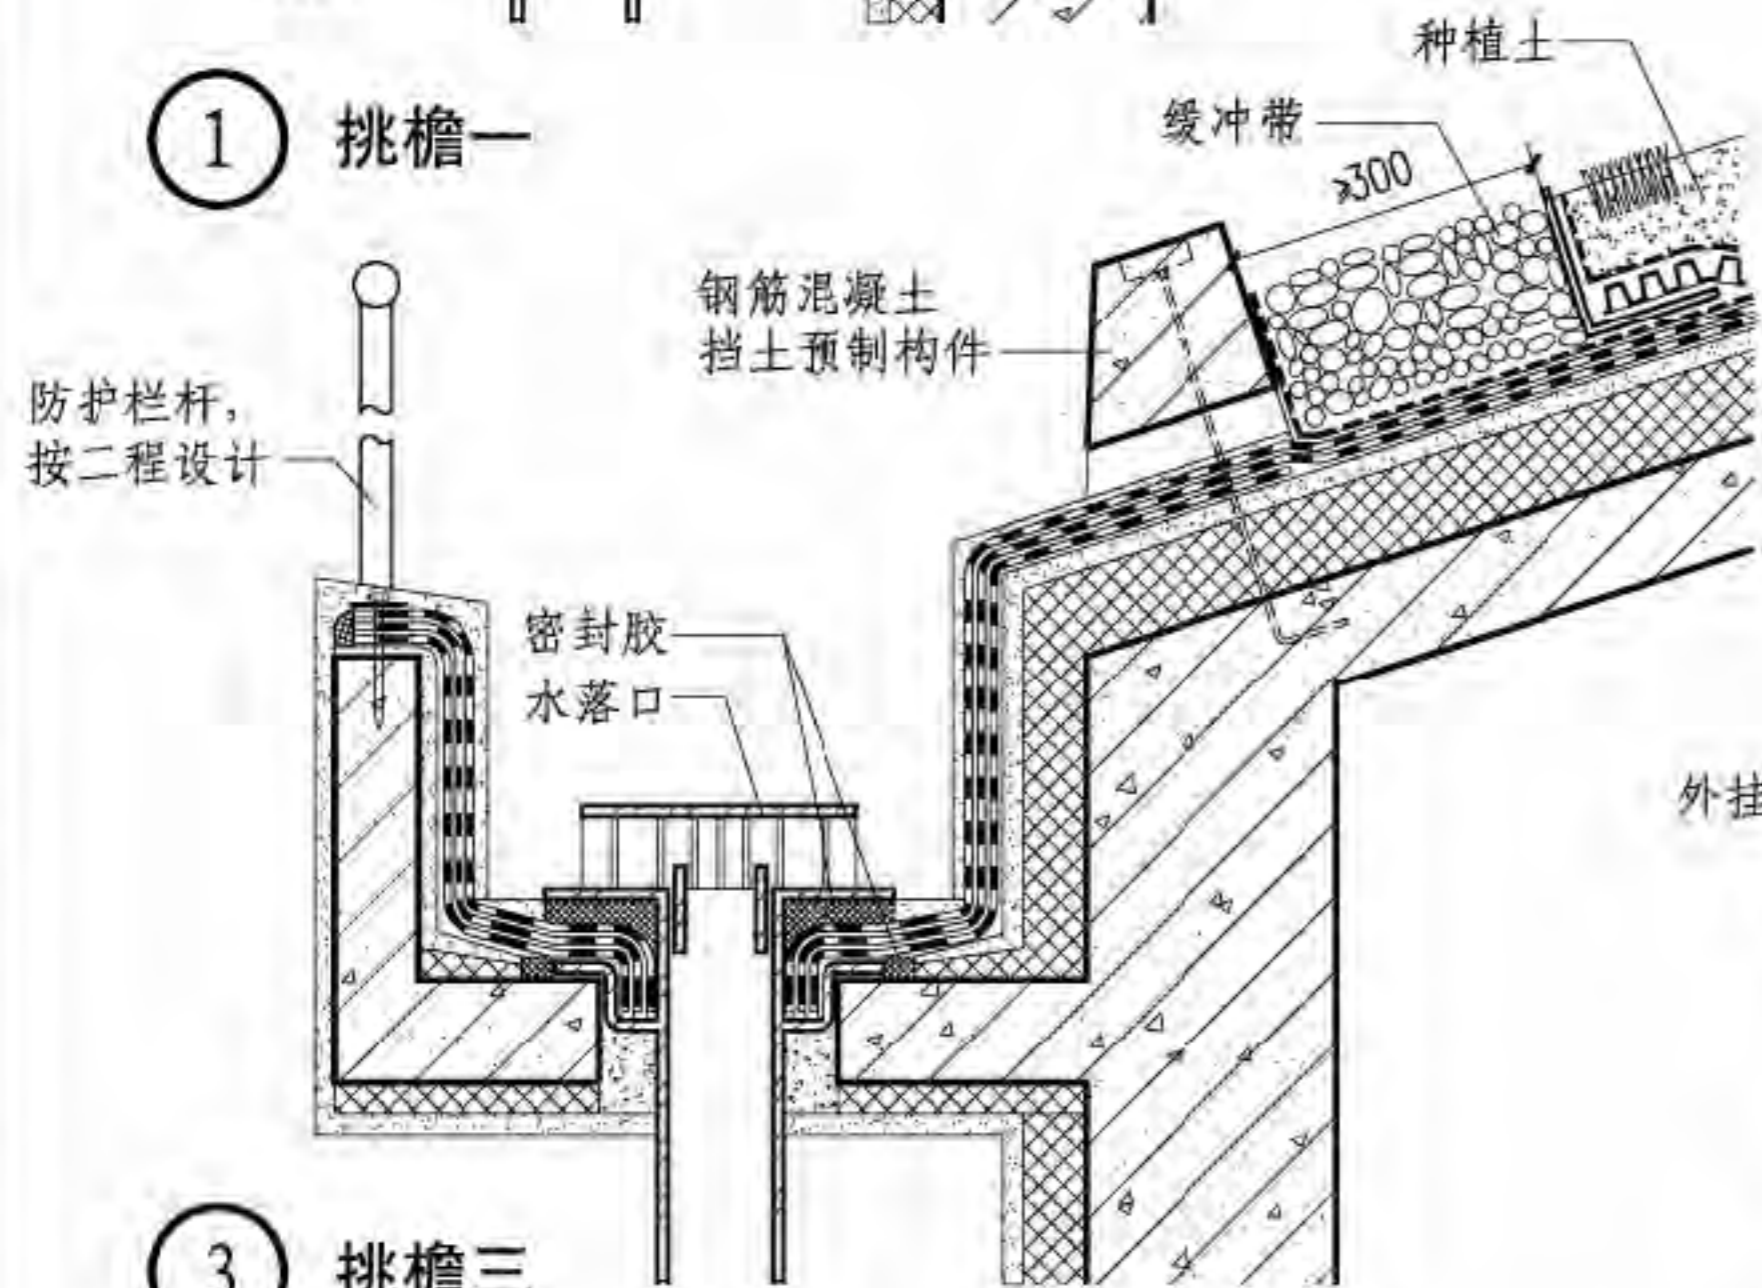 1 挑檐一
种植土
缓冲带
≥300
钢筋混凝土
挡土预制构件
防护栏杆,
按二程设计
密封胶
水落口
外挂
3 挑檐三